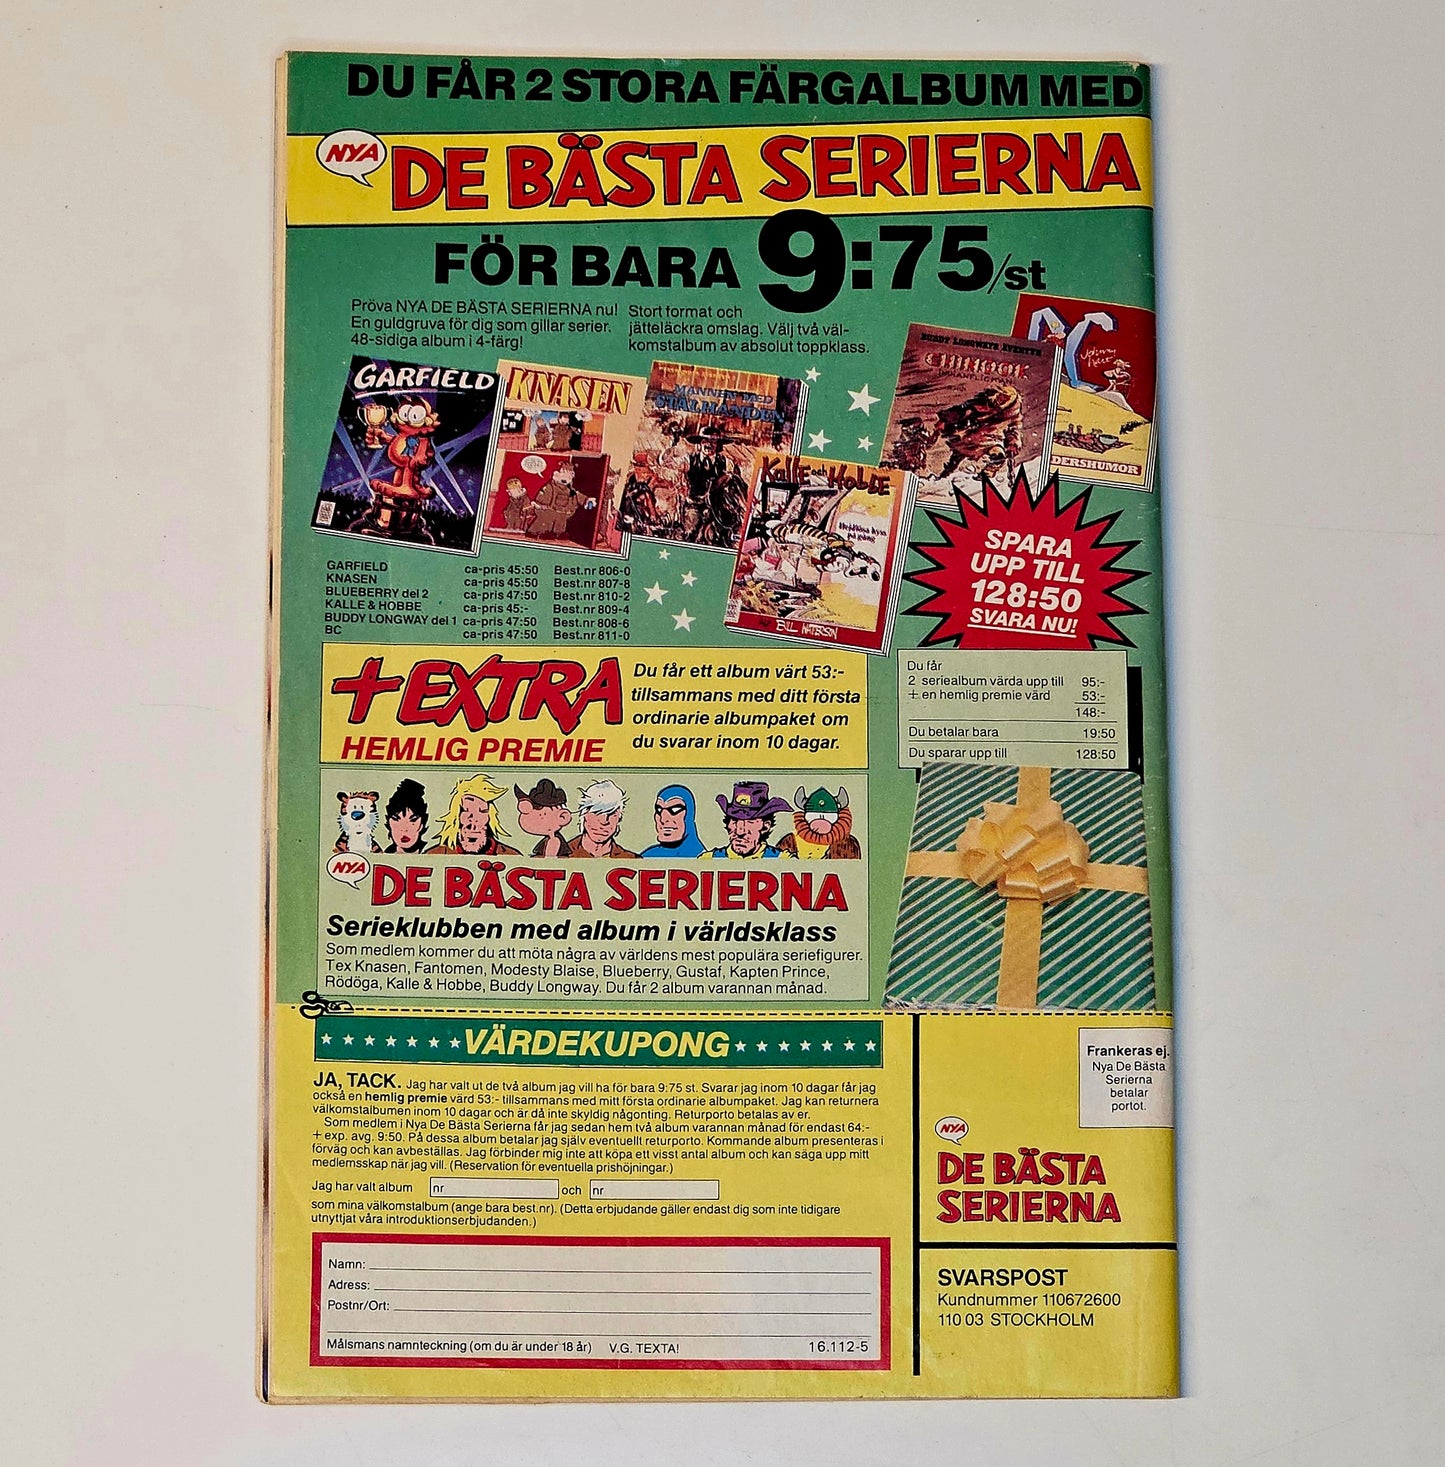 DU FÅR 2 STORA FÄRGALBUM MED
NYA
DE BÄSTA SERIERNA
FÖR BARA 9:75/st
Pröva NYA DE BÄSTA SERIERNA nu!
En guldgruva för dig som gillar serier.
48-sidiga album i 4-färg!
Stort format och
jätteläckra omslag. Välj två väl-
komstalbum av absolut toppklass.
GARFIELD
KNASEN
MANNEN MED
STÅLHANDEN
Kalle och Hobbe
BILL WATTERSON
BUDDY LONGWAYS ÄVENTYR
CHINOOK
DERSHUMOR
SPARA
UPP TILL
128:50
SVARA NU!
GARFIELD ca-pris 45:50 Best.nr 806-0
KNASEN ca-pris 45:50 Best.nr 807-8
BLUEBERRY del 2 ca-pris 47:50 Best.nr 810-2
KALLE & HOBBE ca-pris 45:- Best.nr 809-4
BUDDY LONGWAY del 1 ca-pris 47:50 Best.nr 808-6
BC ca-pris 47:50 Best.nr 811-0
+EXTRA
HEMLIG PREMIE
Du får ett album värt 53:-
tillsammans med ditt första
ordinarie albumpaket om
du svarar inom 10 dagar.
Du får
2 seriealbum värda upp till 95:-
+ en hemlig premie värd 53:-
148:-
Du betalar bara 19:50
Du sparar upp till 128:50
NYA
DE BÄSTA SERIERNA
Serieklubben med album i världsklass
Som medlem kommer du att möta några av världens mest populära seriefigurer.
Tex Knasen, Fantomen, Modesty Blaise, Blueberry, Gustaf, Kapten Prince,
Rödöga, Kalle & Hobbe, Buddy Longway. Du får 2 album varannan månad.
VÄRDEKUPONG
JA, TACK. Jag har valt ut de två album jag vill ha för bara 9:75 st. Svarar jag inom 10 dagar får jag
också en hemlig premie värd 53:- tillsammans med mitt första ordinarie albumpaket. Jag kan returnera
välkomstalbumen inom 10 dagar och är då inte skyldig någonting. Returporto betalas av er.
Som medlem i Nya De Bästa Serierna får jag sedan hem två album varannan månad för endast 64:-
+ exp. avg. 9:50. På dessa album betalar jag själv eventuellt returporto. Kommande album presenteras i
förväg och kan avbeställas. Jag förbinder mig inte att köpa ett visst antal album och kan säga upp mitt
medlemsskap när jag vill. (Reservation för eventuella prishöjningar.)
Jag har valt album nr och nr
som mina välkomstalbum (ange bara best.nr). (Detta erbjudande gäller endast dig som inte tidigare
utnyttjat våra introduktionserbjudanden.)
Namn:
Adress:
Postnr/Ort:
Målsmans namnteckning (om du är under 18 år) V.G. TEXTA! 16.112-5
Frankeras ej.
Nya De Bästa
Serierna
betalar
portot.
NYA
DE BÄSTA
SERIERNA
SVARSPOST
Kundnummer 110672600
110 03 STOCKHOLM